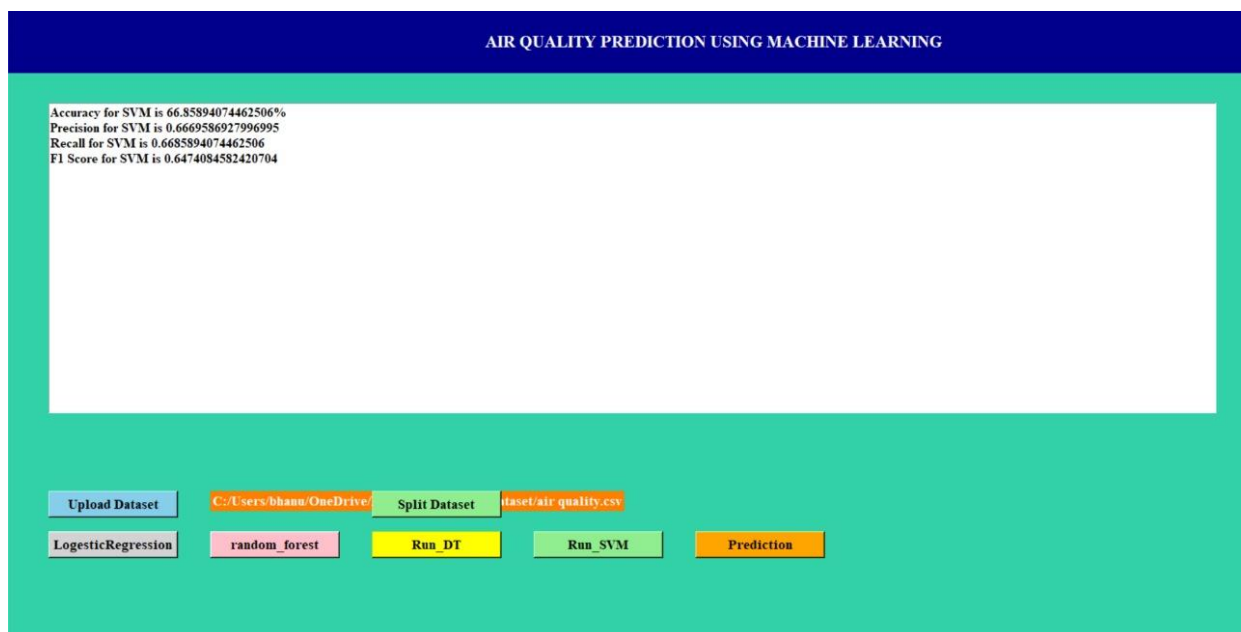 AIR QUALITY PREDICTION USING MACHINE LEARNING
Accuracy for SVM is 66.85894074462506%
Precision for SVM is 0.6669586927996995
Recall for SVM is 0.6685894074462506
F1 Score for SVM is 0.6474084582420704
Upload Dataset C:/Users/bhanu/OneDrive/ Split Dataset taset/air quality.csv
LogesticRegression random_forest Run_DT Run_SVM Prediction